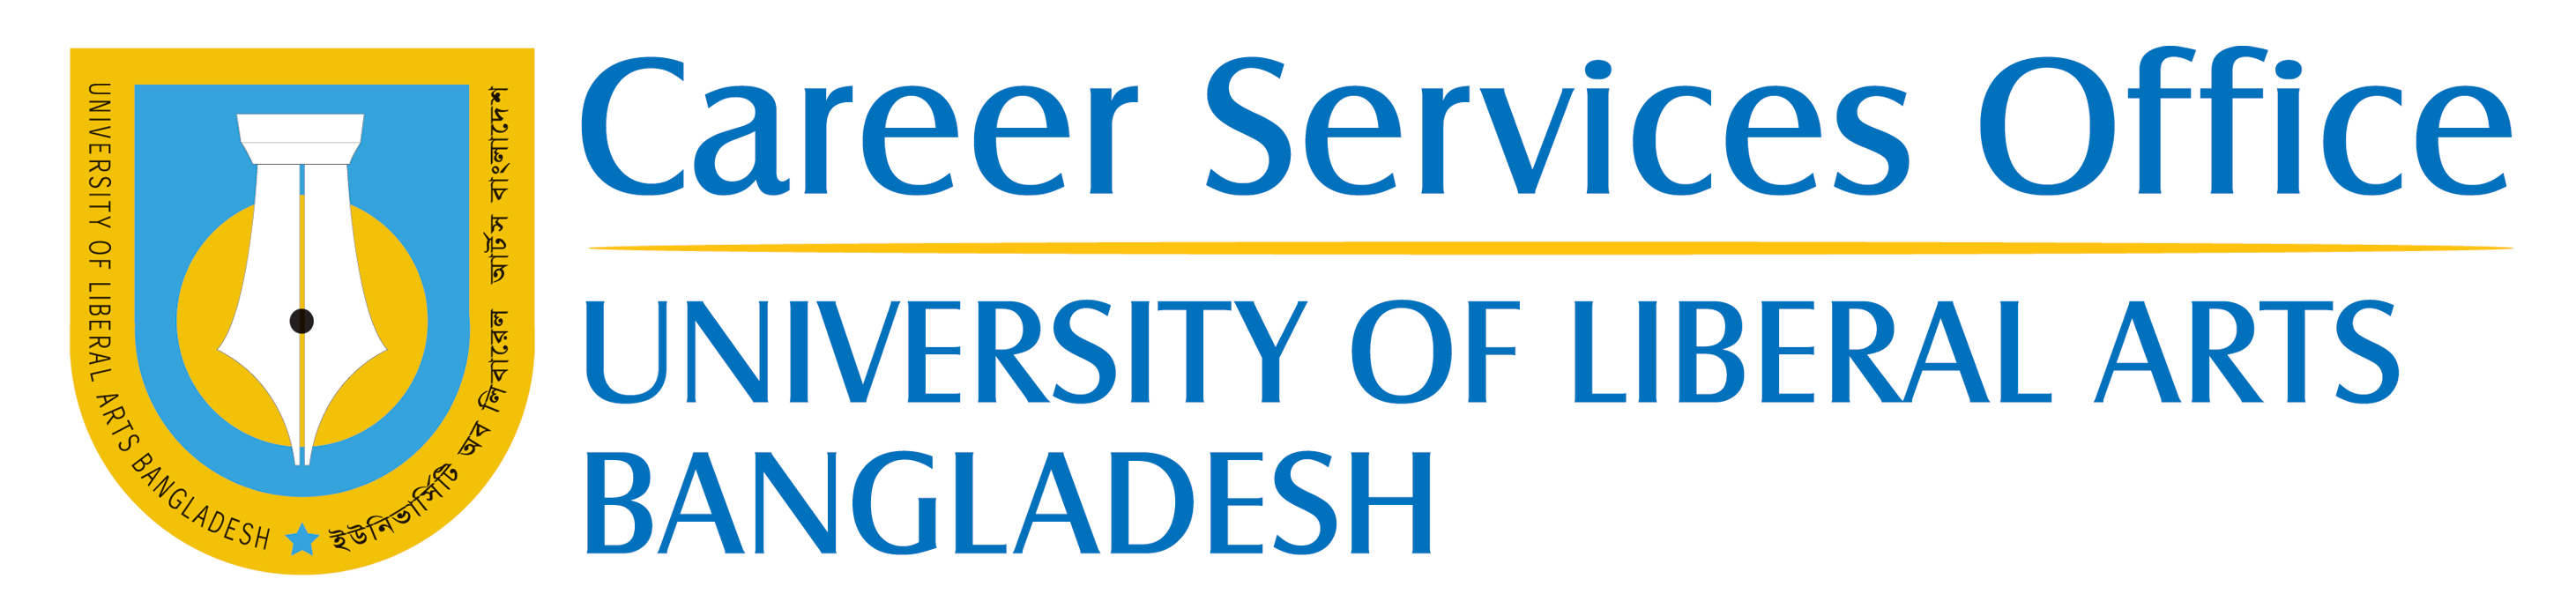 UNIVERSITY OF LIBERAL ARTS BANGLADESH
ইউনিভার্সিটি অব লিবারেল আর্টস বাংলাদেশ
Career Services Office
UNIVERSITY OF LIBERAL ARTS
BANGLADESH